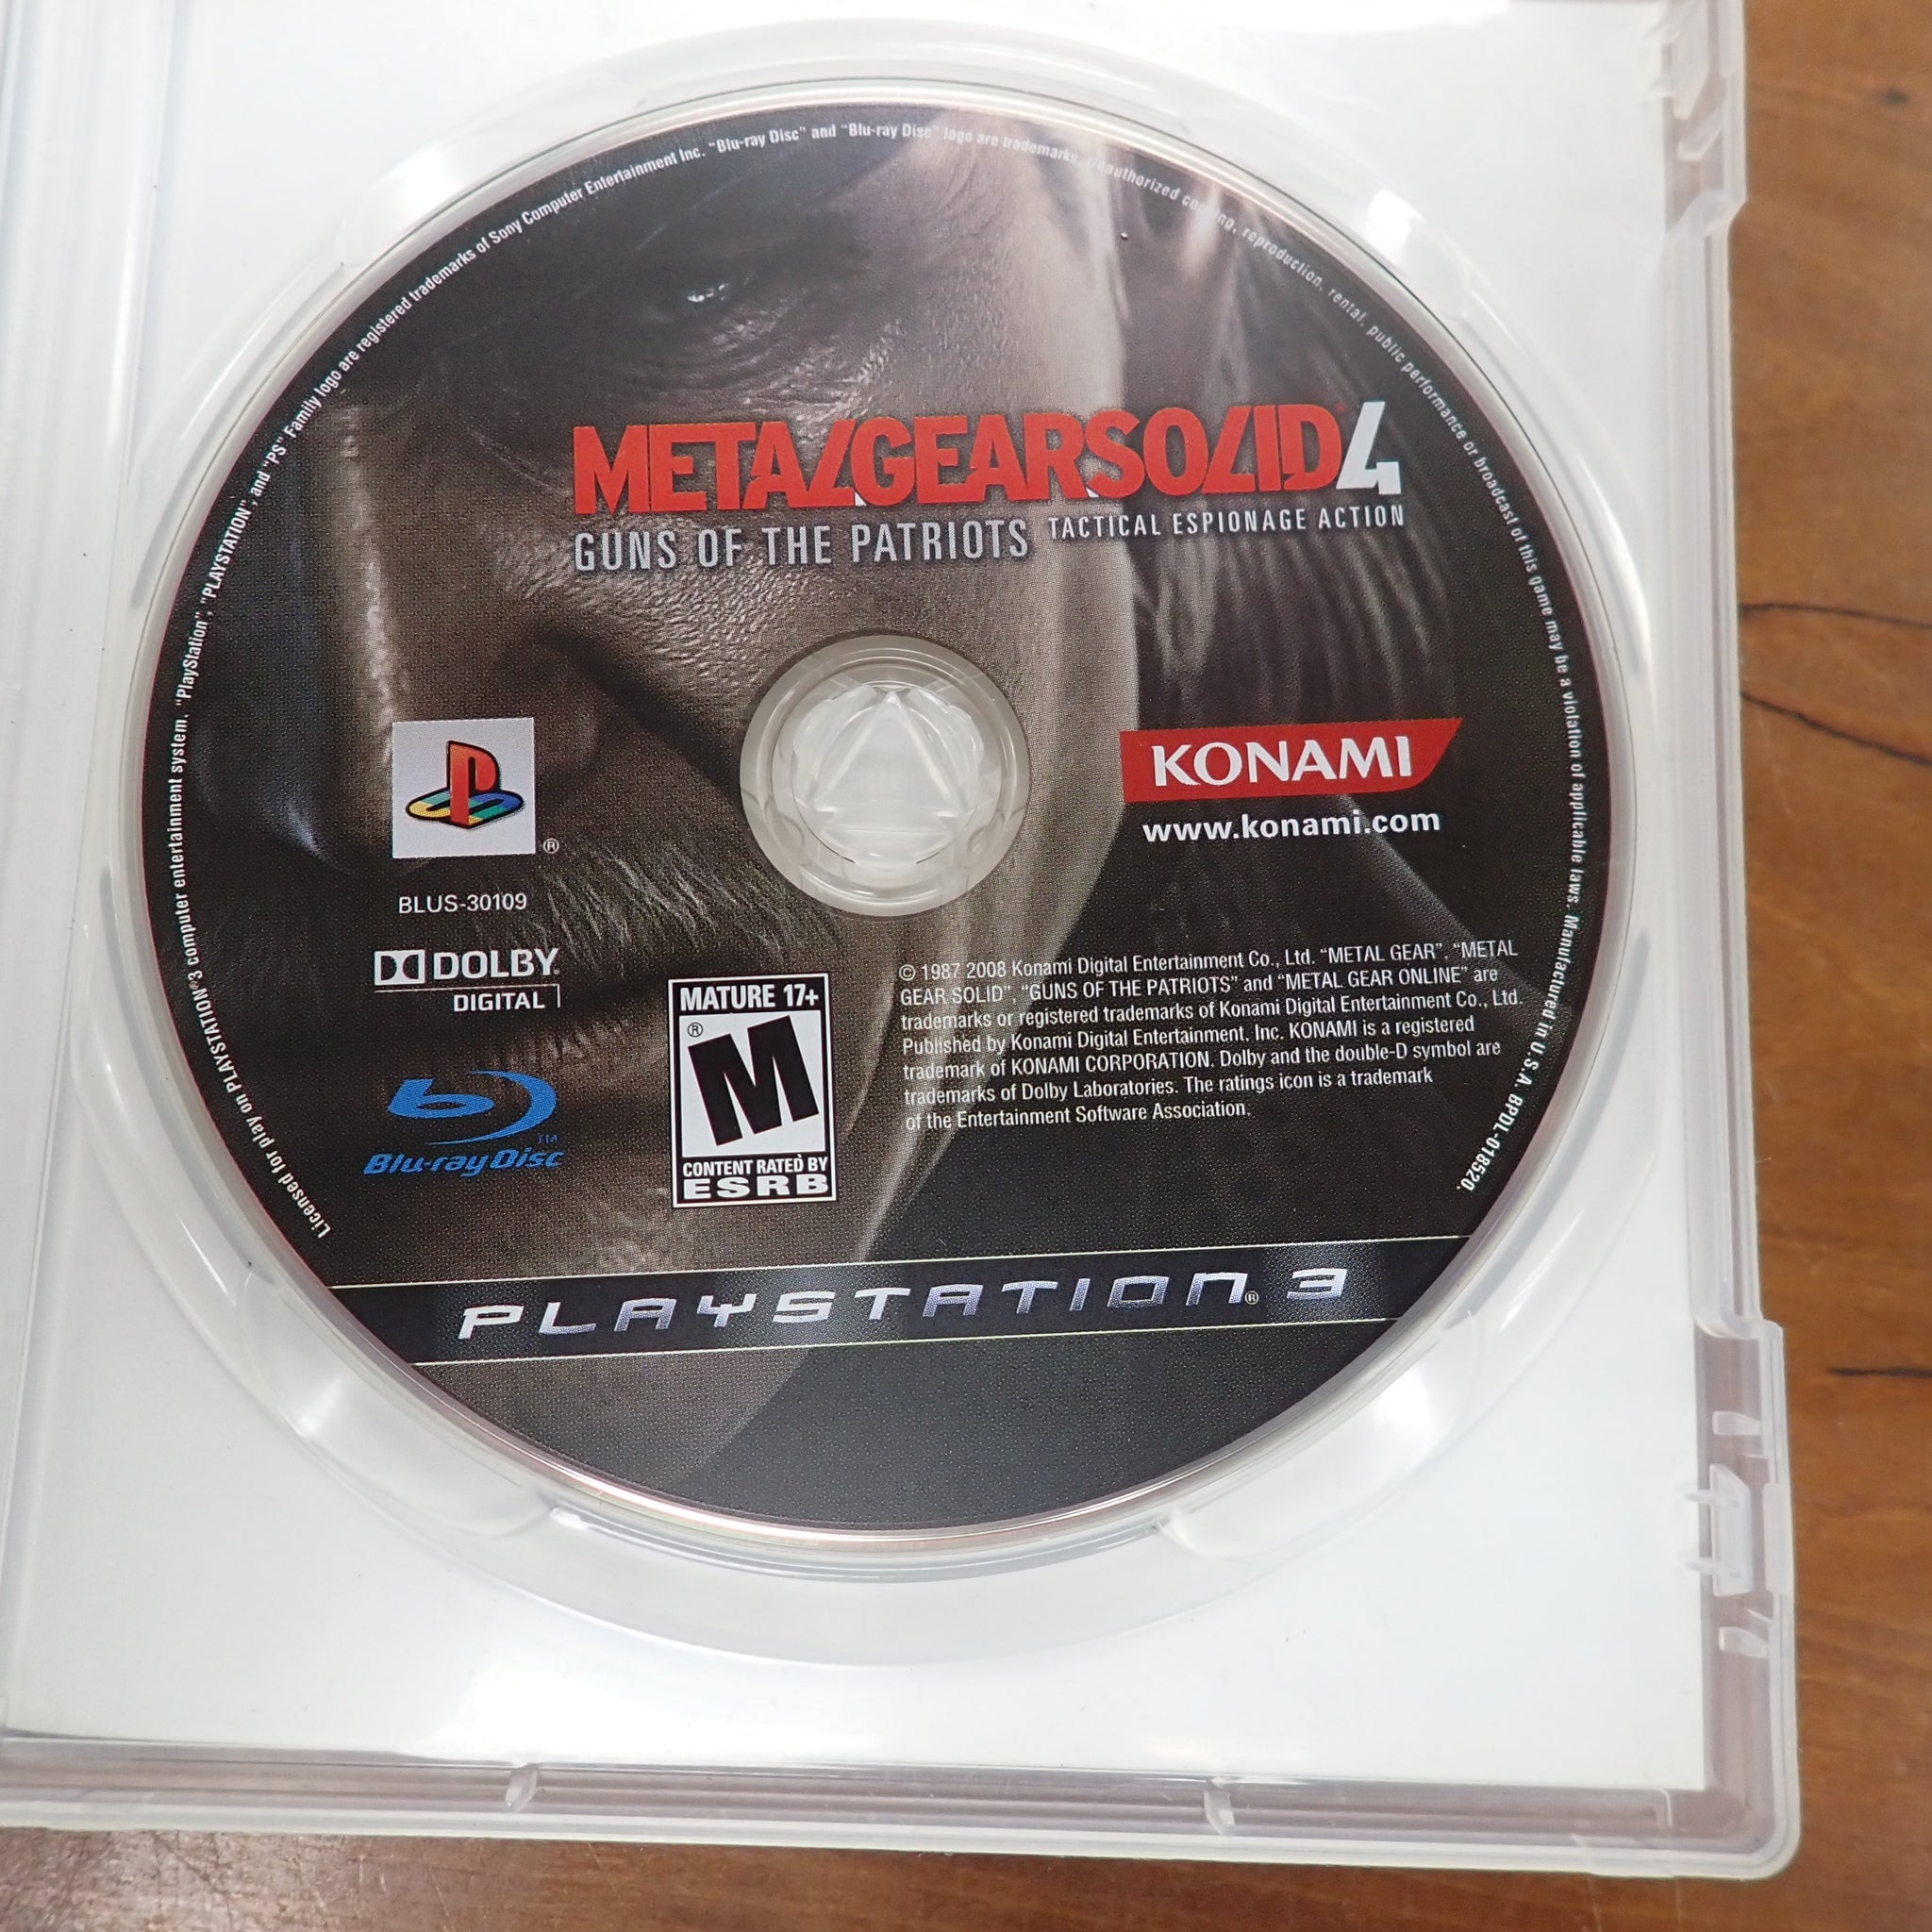 Licensed for play on PLAYSTATION®3 computer entertainment system. "PlayStation", "PLAYSTATION", and "PS" Family logo are registered trademarks of Sony Computer Entertainment Inc. "Blu-ray Disc" and "Blu-ray Disc" logo are trademarks. Unauthorized copying, reproduction, rental, public performance or broadcast of this game may be a violation of applicable laws. Manufactured in U.S.A. BPDL-018520.
METAL GEAR SOLID 4
GUNS OF THE PATRIOTS TACTICAL ESPIONAGE ACTION
®
KONAMI
www.konami.com
BLUS-30109
DOLBY
DIGITAL
Blu-ray Disc TM
MATURE 17+
®
M
CONTENT RATED BY
ESRB
© 1987 2008 Konami Digital Entertainment Co., Ltd. "METAL GEAR", "METAL
GEAR SOLID", "GUNS OF THE PATRIOTS" and "METAL GEAR ONLINE" are
trademarks or registered trademarks of Konami Digital Entertainment Co., Ltd.
Published by Konami Digital Entertainment, Inc. KONAMI is a registered
trademark of KONAMI CORPORATION. Dolby and the double-D symbol are
trademarks of Dolby Laboratories. The ratings icon is a trademark
of the Entertainment Software Association.
PLAYSTATION® 3